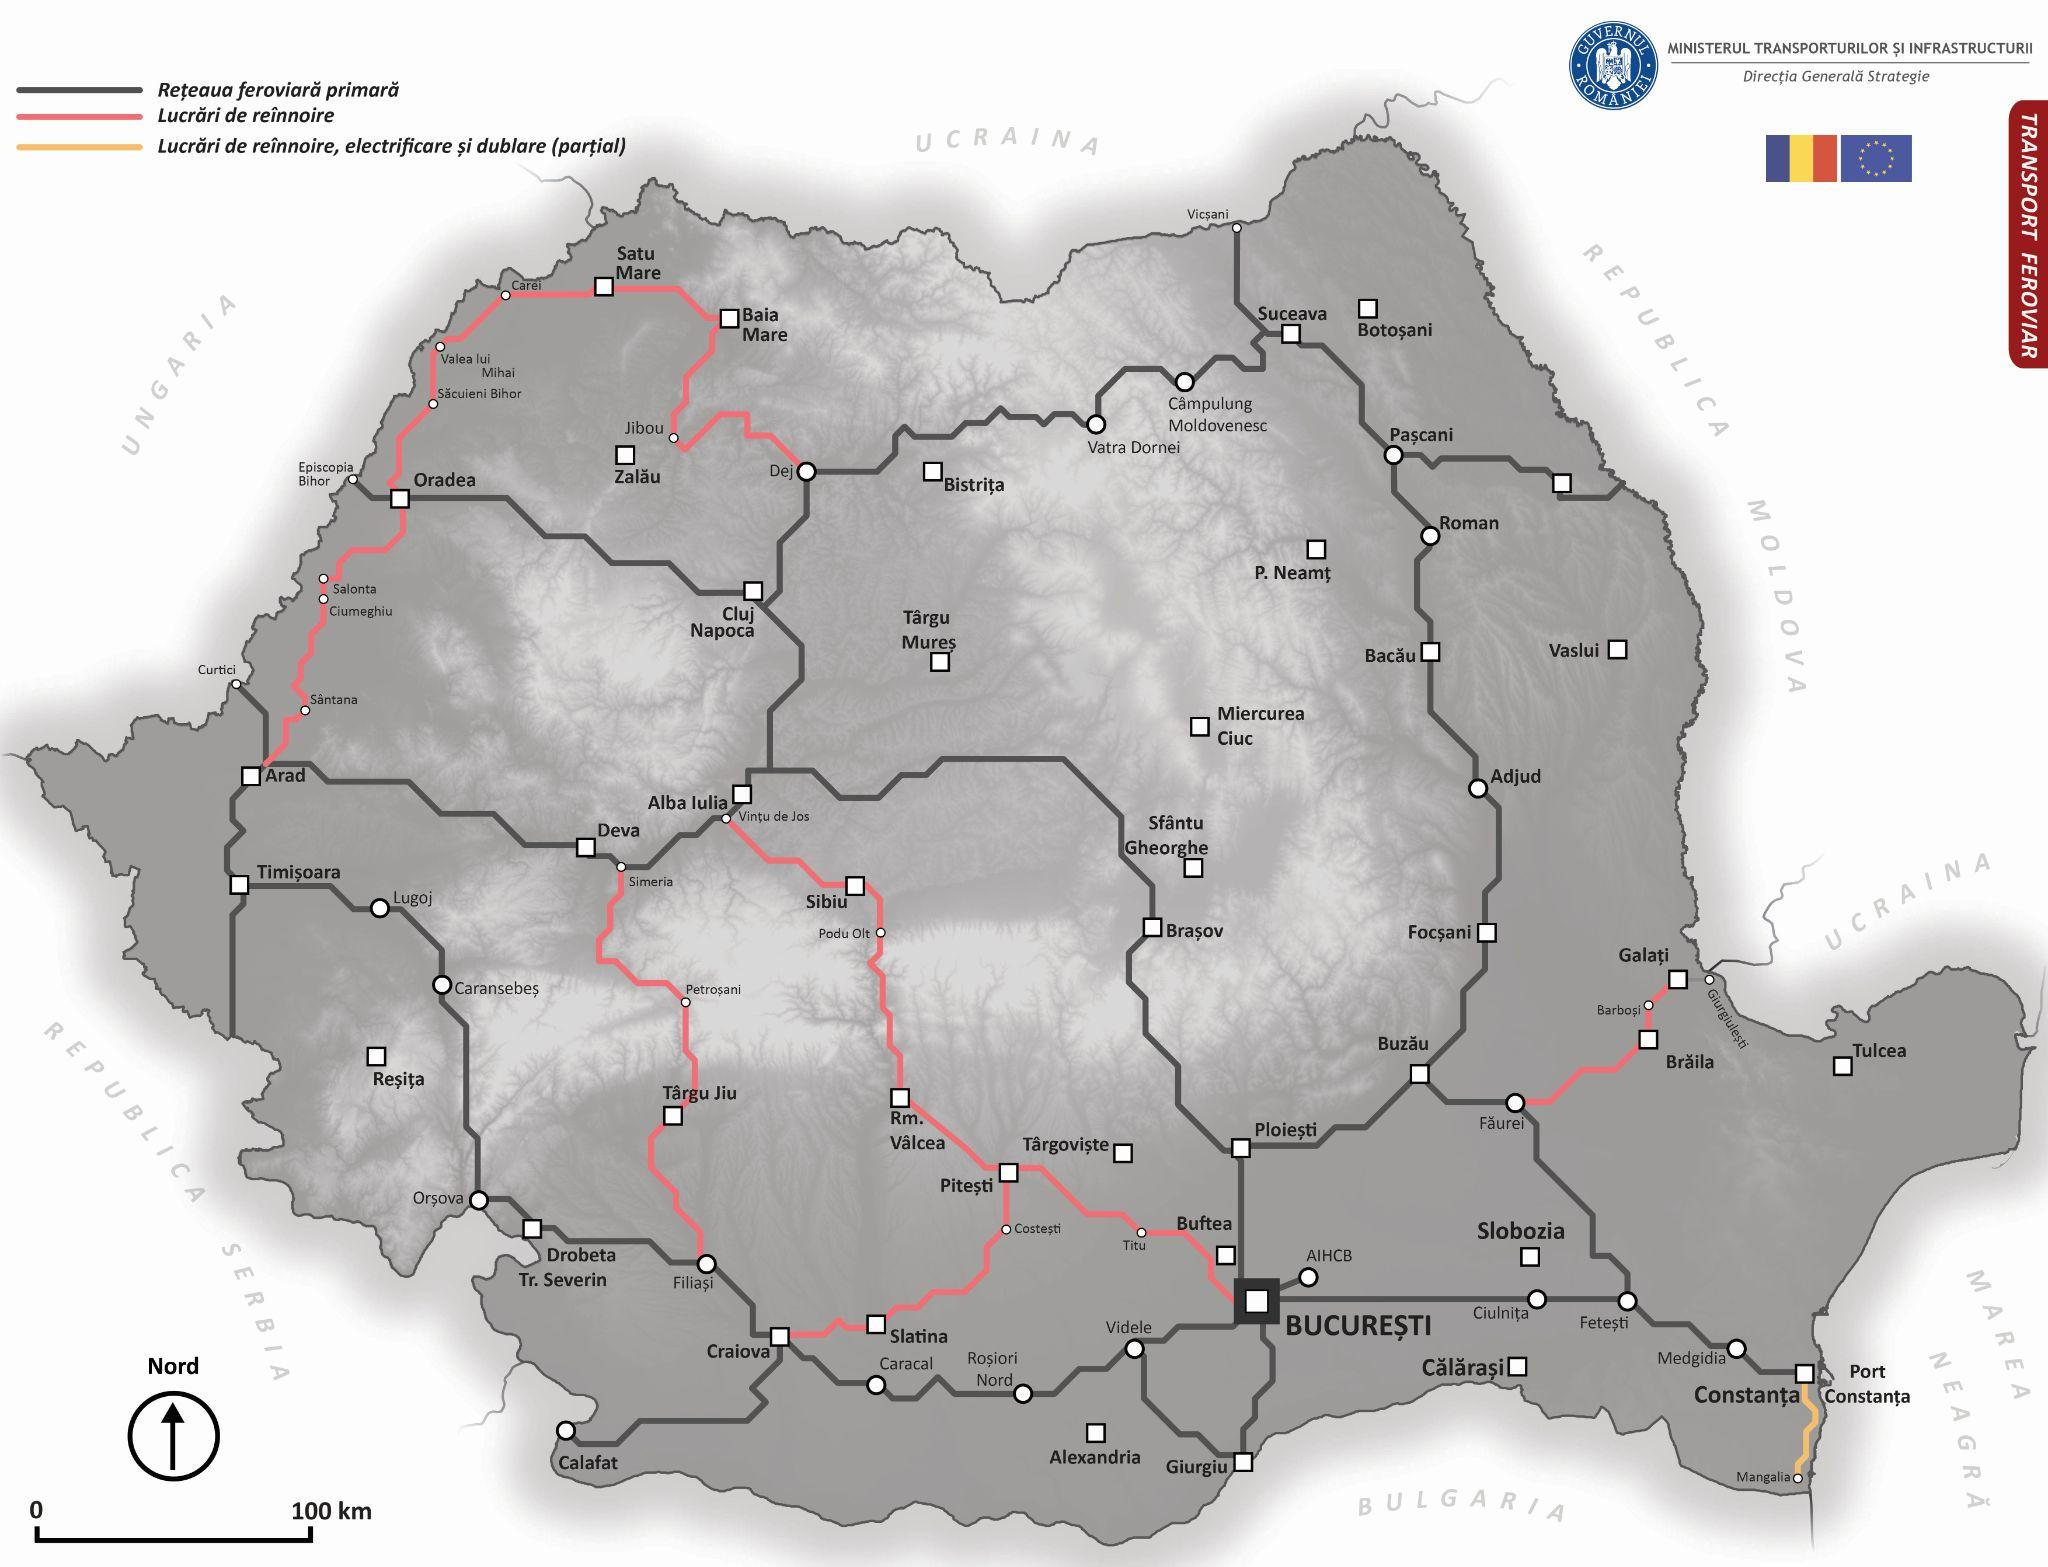 GUVERNUL ROMÂNIEI
MINISTERUL TRANSPORTURILOR ȘI INFRASTRUCTURII
Direcția Generală Strategie
TRANSPORT FEROVIAR
Rețeaua feroviară primară
Lucrări de reînnoire
Lucrări de reînnoire, electrificare și dublare (parțial)
UCRAINA
UNGARIA
REPUBLICA
MOLDOVA
UCRAINA
REPUBLICA SERBIA
BULGARIA
MAREA
NEAGRĂ
Vicșani
Satu
Mare
Carei
Baia
Mare
Suceava
Botoșani
Valea lui
Mihai
Săcuieni Bihor
Câmpulung
Moldovenesc
Vatra Dornei
Jibou
Zalău
Dej
Bistrița
Pașcani
Episcopia
Bihor
Oradea
Roman
P. Neamț
Salonta
Ciumeghiu
Cluj
Napoca
Târgu
Mureș
Bacău
Vaslui
Curtici
Sântana
Miercurea
Ciuc
Arad
Adjud
Alba Iulia
Vințu de Jos
Deva
Sfântu
Gheorghe
Simeria
Timișoara
Lugoj
Sibiu
Podu Olt
Brașov
Focșani
Galați
Caransebeș
Petroșani
Barboși
Giurgiulești
Reșița
Târgu Jiu
Buzău
Brăila
Tulcea
Rm.
Vâlcea
Târgoviște
Ploiești
Făurei
Pitești
Orșova
Costești
Titu
Buftea
Slobozia
Drobeta
Tr. Severin
Filiași
AIHCB
Ciulnița
Fetești
BUCUREȘTI
Slatina
Craiova
Caracal
Roșiori
Nord
Videle
Călărași
Medgidia
Constanța
Port
Constanța
Calafat
Alexandria
Giurgiu
Mangalia
Nord
0
100 km